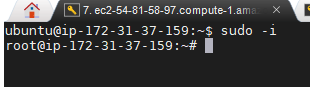 7. ec2-54-81-58-97.compute-1.ama
ubuntu@ip-172-31-37-159:~$ sudo -i
root@ip-172-31-37-159:~#